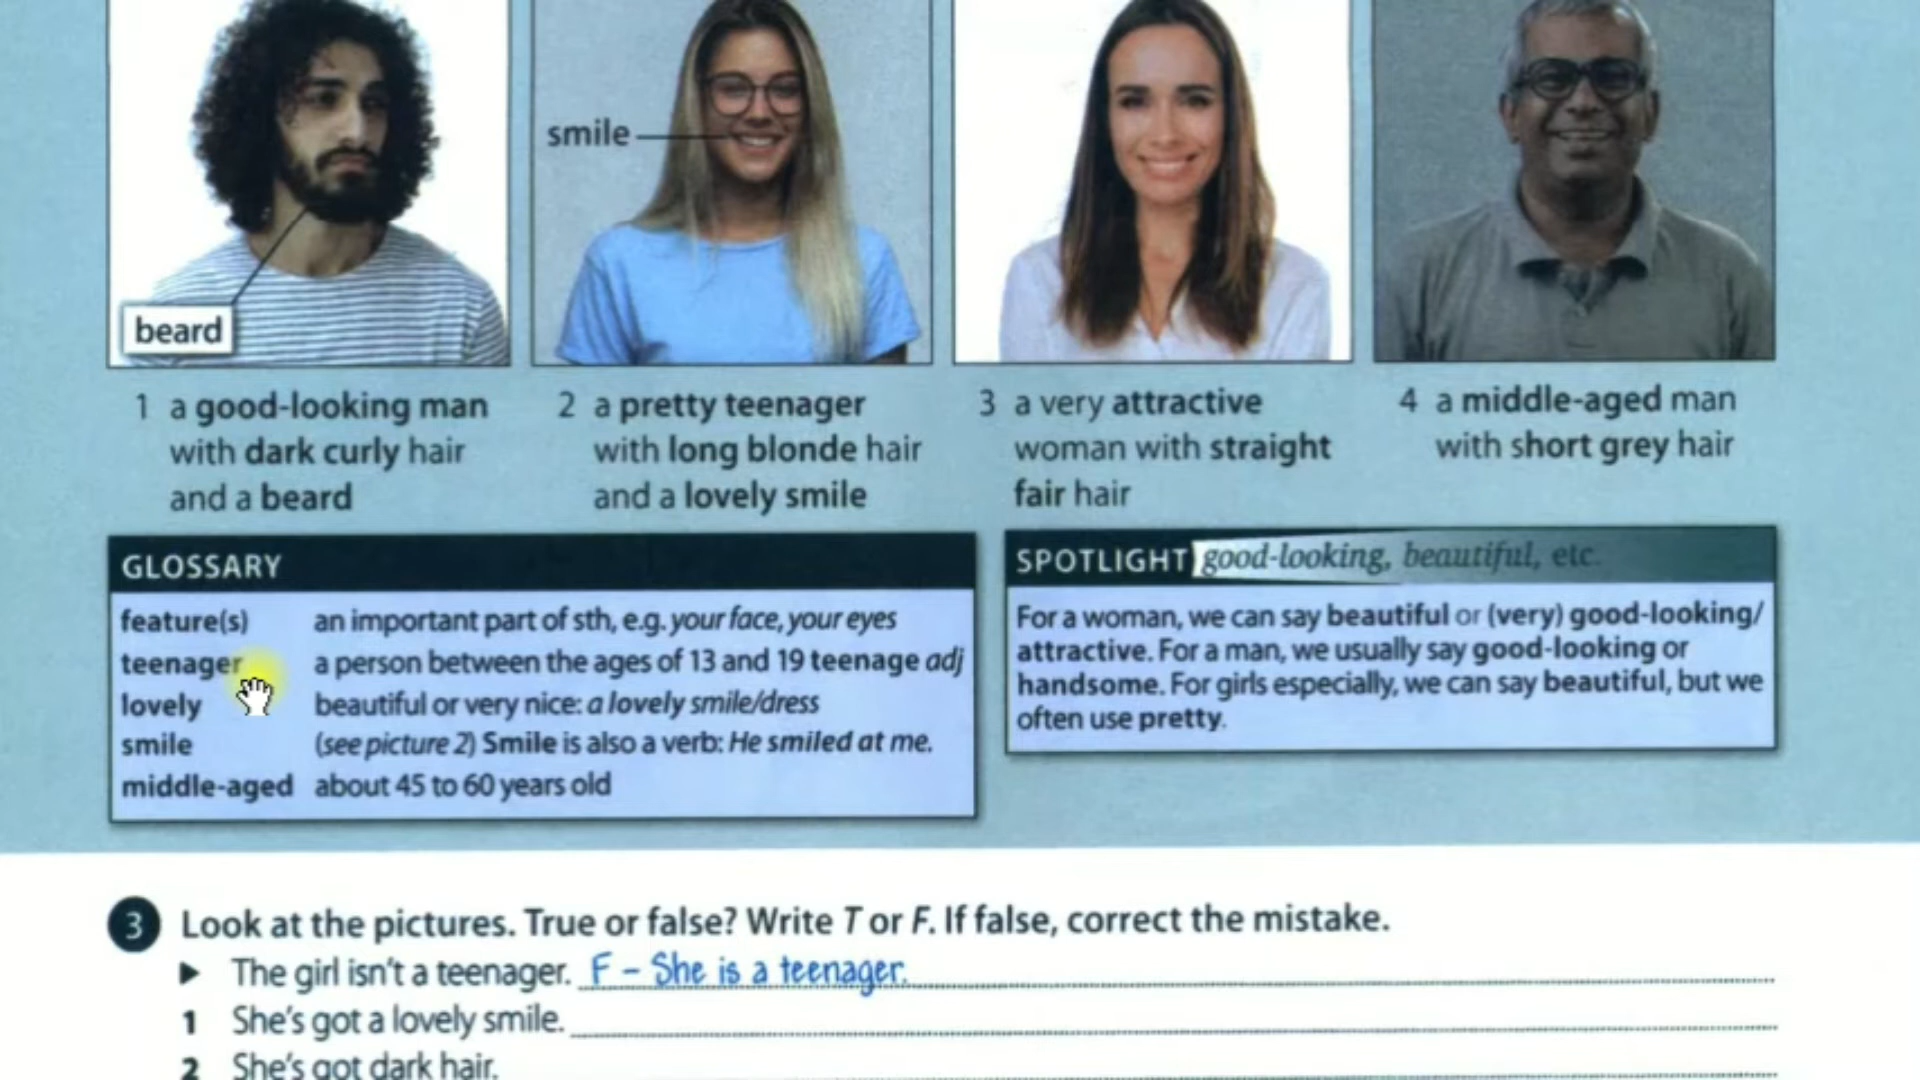 smile
beard
1 a good-looking man
with dark curly hair
and a beard
2 a pretty teenager
with long blonde hair
and a lovely smile
3 a very attractive
woman with straight
fair hair
4 a middle-aged man
with short grey hair
GLOSSARY
feature(s) an important part of sth, e.g. your face, your eyes
teenager a person between the ages of 13 and 19 teenage adj
lovely beautiful or very nice: a lovely smile/dress
smile (see picture 2) Smile is also a verb: He smiled at me.
middle-aged about 45 to 60 years old
SPOTLIGHT good-looking, beautiful, etc.
For a woman, we can say beautiful or (very) good-looking/
attractive. For a man, we usually say good-looking or
handsome. For girls especially, we can say beautiful, but we
often use pretty.
3 Look at the pictures. True or false? Write T or F. If false, correct the mistake.
▶ The girl isn't a teenager. F – She is a teenager.
1 She's got a lovely smile.
2 She's got dark hair.